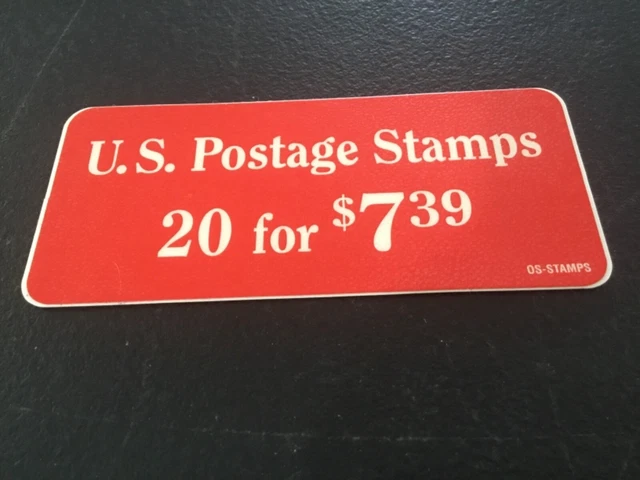 U.S. Postage Stamps
20 for $739
OS-STAMPS